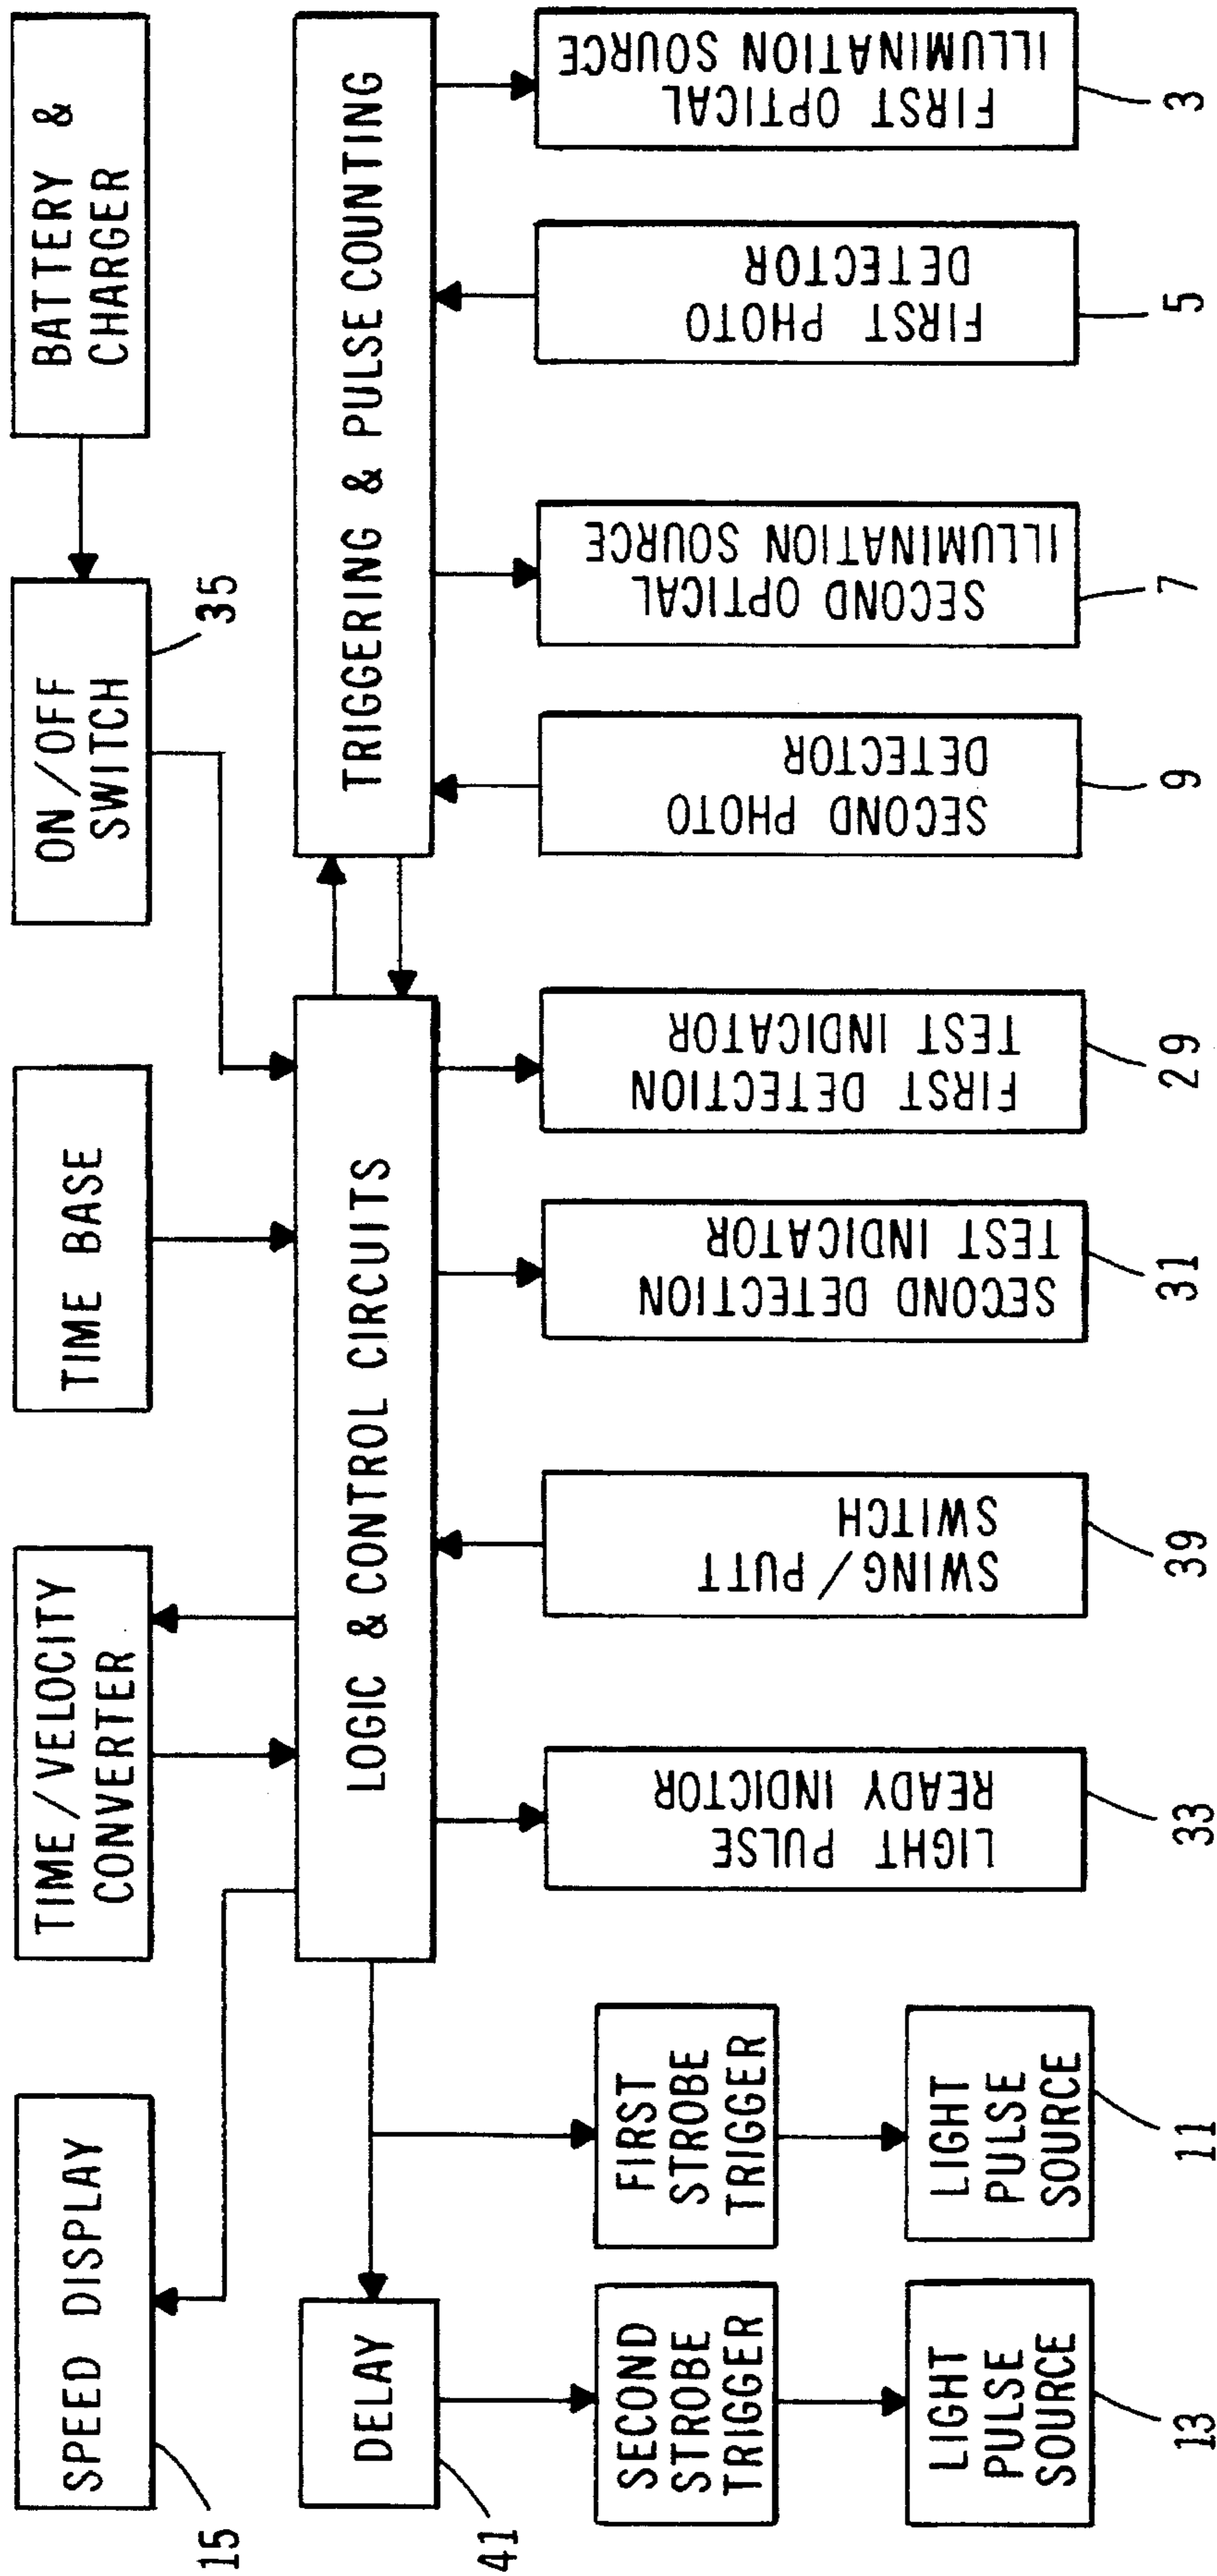 SPEED DISPLAY
15
TIME/VELOCITY
CONVERTER
TIME BASE
ON/OFF
SWITCH
35
BATTERY &
CHARGER
DELAY
41
LOGIC & CONTROL CIRCUITS
TRIGGERING & PULSE COUNTING
SECOND
STROBE
TRIGGER
FIRST
STROBE
TRIGGER
LIGHT
PULSE
SOURCE
13
LIGHT
PULSE
SOURCE
11
LIGHT PULSE
READY INDICTOR
33
SWING/PUTT
SWITCH
39
SECOND DETECTION
TEST INDICATOR
31
FIRST DETECTION
TEST INDICATOR
29
SECOND PHOTO
DETECTOR
9
SECOND OPTICAL
ILLUMINATION SOURCE
7
FIRST PHOTO
DETECTOR
5
FIRST OPTICAL
ILLUMINATION SOURCE
3